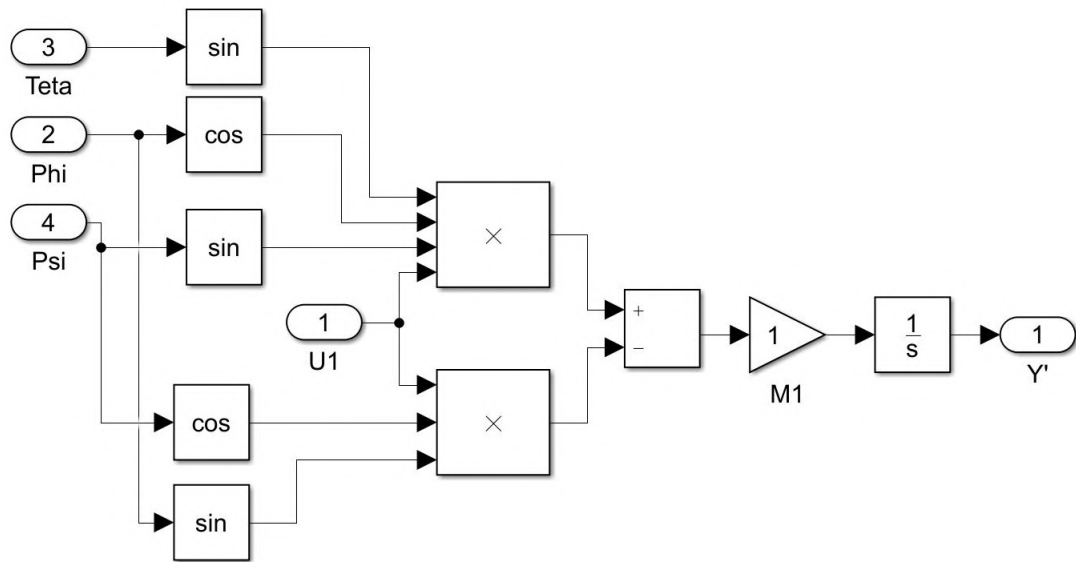 3
sin
Teta
2
cos
Phi
4
sin
Psi
×
1
U1
+
−
1
M1
1
s
1
Y'
cos
×
sin